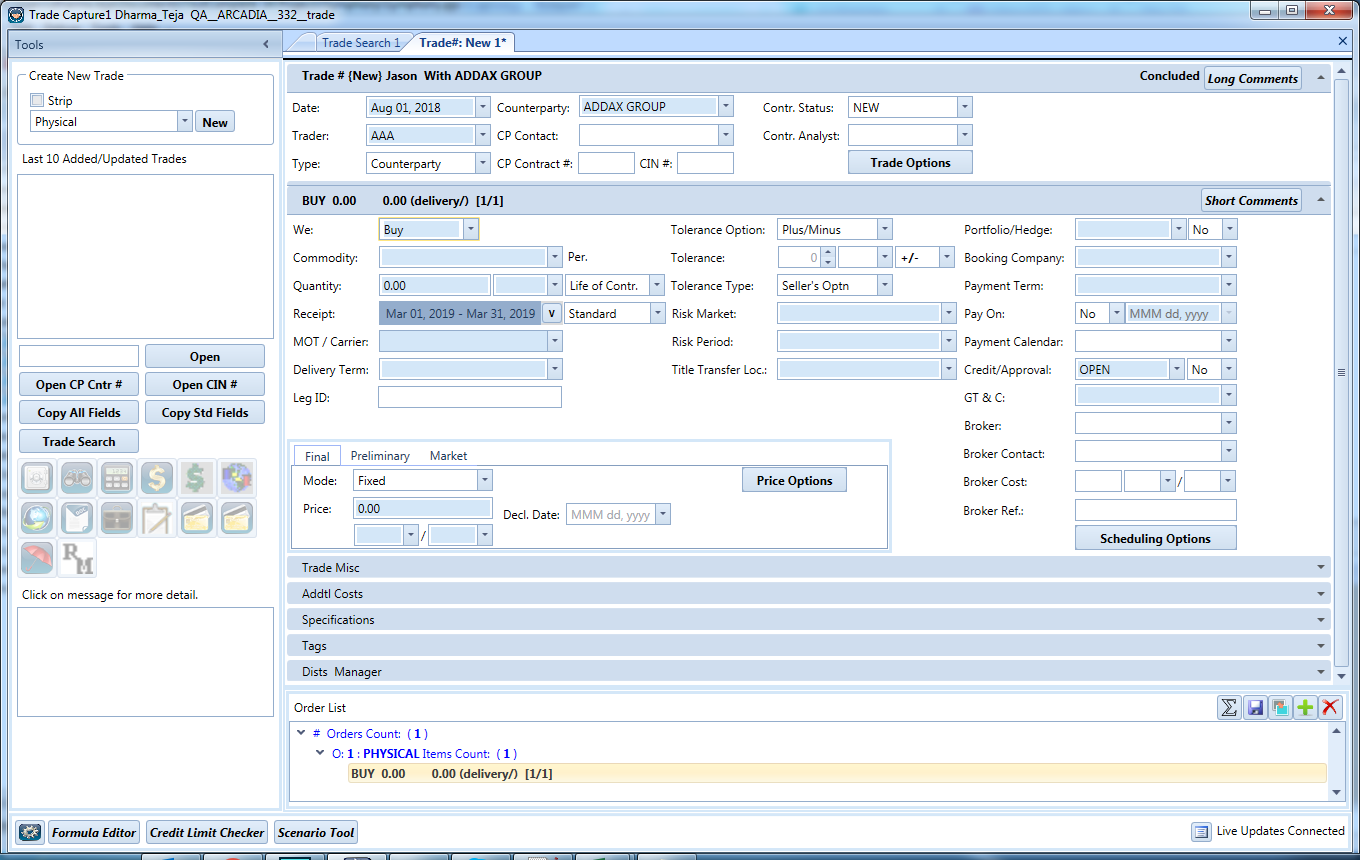 Trade Capture1 Dharma_Teja QA__ARCADIA__332__trade
Tools
Create New Trade
Strip
Physical
New
Last 10 Added/Updated Trades
Open
Open CP Cntr #
Open CIN #
Copy All Fields
Copy Std Fields
Trade Search
RM
Click on message for more detail.
Trade Search 1
Trade#: New 1*
Trade # {New} Jason With ADDAX GROUP
Concluded
Long Comments
Date: Aug 01, 2018 Counterparty: ADDAX GROUP Contr. Status: NEW
Trader: AAA CP Contact: Contr. Analyst:
Type: Counterparty CP Contract #: CIN #: Trade Options
BUY 0.00 0.00 (delivery/) [1/1]
Short Comments
We: Buy Tolerance Option: Plus/Minus Portfolio/Hedge: No
Commodity: Per. Tolerance: 0 +/- Booking Company:
Quantity: 0.00 Life of Contr. Tolerance Type: Seller's Optn Payment Term:
Receipt: Mar 01, 2019 - Mar 31, 2019 v Standard Risk Market: Pay On: No MMM dd, yyyy
MOT / Carrier: Risk Period: Payment Calendar:
Delivery Term: Title Transfer Loc.: Credit/Approval: OPEN No
Leg ID: GT & C:
Broker:
Broker Contact:
Broker Cost: /
Broker Ref.:
Scheduling Options
Final Preliminary Market
Mode: Fixed Price Options
Price: 0.00 Decl. Date: MMM dd, yyyy
/
Trade Misc
Addtl Costs
Specifications
Tags
Dists Manager
Order List
# Orders Count: ( 1 )
O: 1 : PHYSICAL Items Count: ( 1 )
BUY 0.00 0.00 (delivery/) [1/1]
Formula Editor Credit Limit Checker Scenario Tool
Live Updates Connected